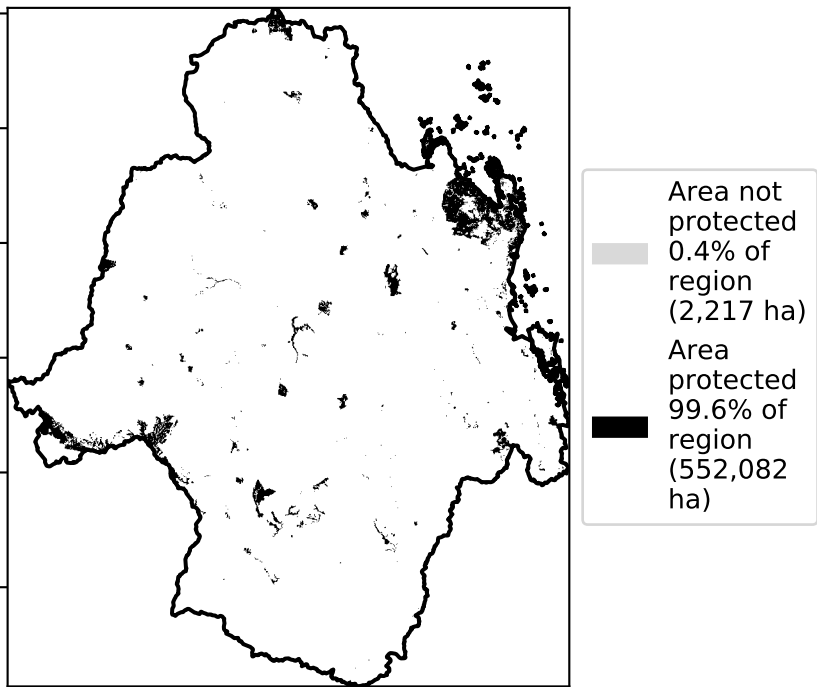 Area not
protected
0.4% of
region
(2,217 ha)
Area
protected
99.6% of
region
(552,082
ha)